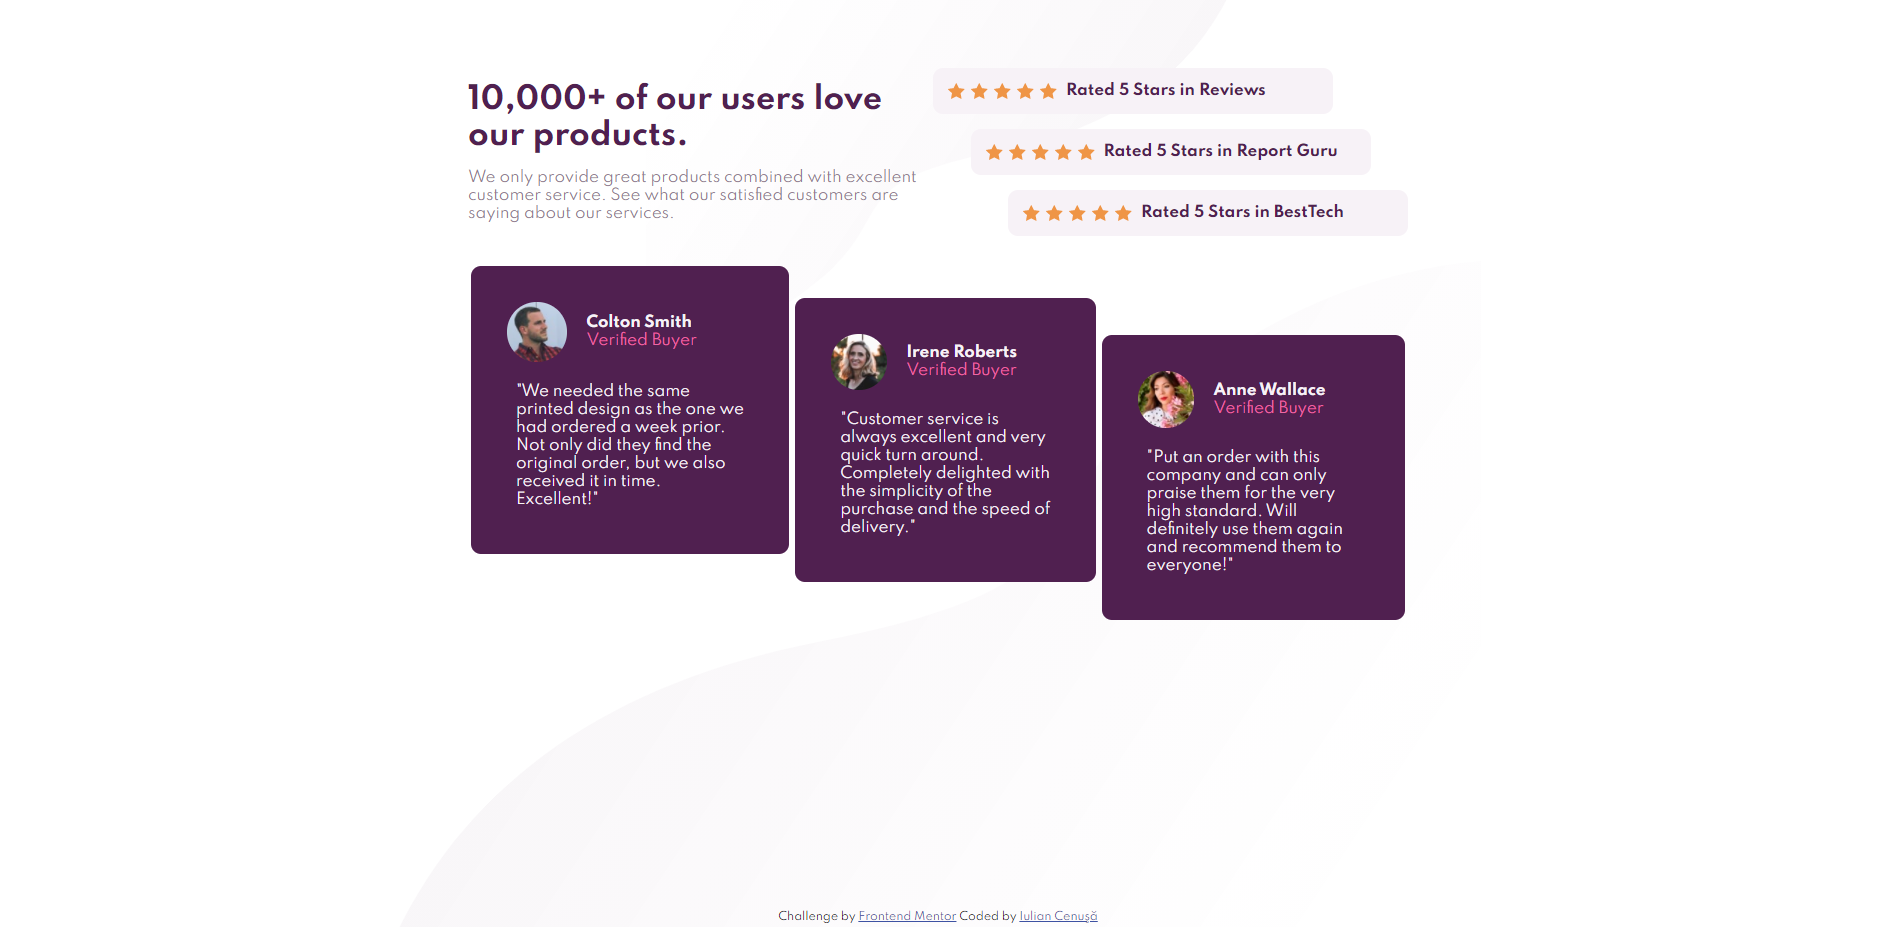 10,000+ of our users love
our products.
We only provide great products combined with excellent
customer service. See what our satisfied customers are
saying about our services.
Rated 5 Stars in Reviews
Rated 5 Stars in Report Guru
Rated 5 Stars in BestTech
Colton Smith
Verified Buyer
"We needed the same
printed design as the one we
had ordered a week prior.
Not only did they find the
original order, but we also
received it in time.
Excellent!"
Irene Roberts
Verified Buyer
"Customer service is
always excellent and very
quick turn around.
Completely delighted with
the simplicity of the
purchase and the speed of
delivery."
Anne Wallace
Verified Buyer
"Put an order with this
company and can only
praise them for the very
high standard. Will
definitely use them again
and recommend them to
everyone!"
Challenge by Frontend Mentor Coded by Iulian Cenușă